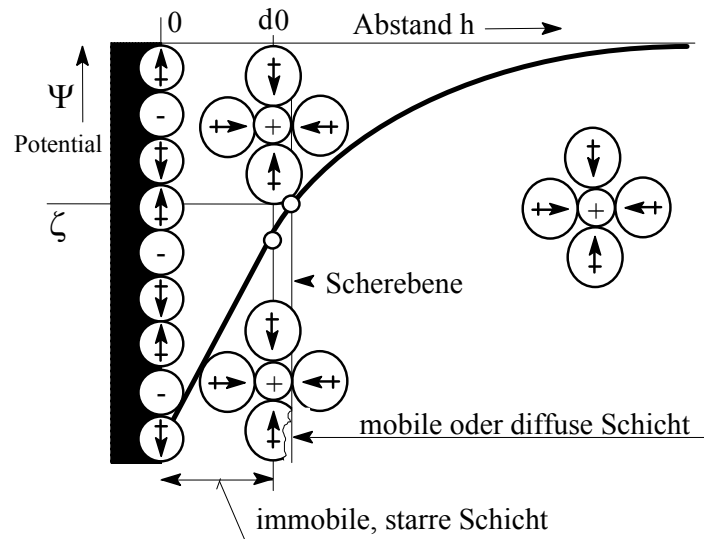 0
d0
Abstand h
Ψ
Potential
ζ
Scherebene
mobile oder diffuse Schicht
immobile, starre Schicht
-
-
-
+
+
+